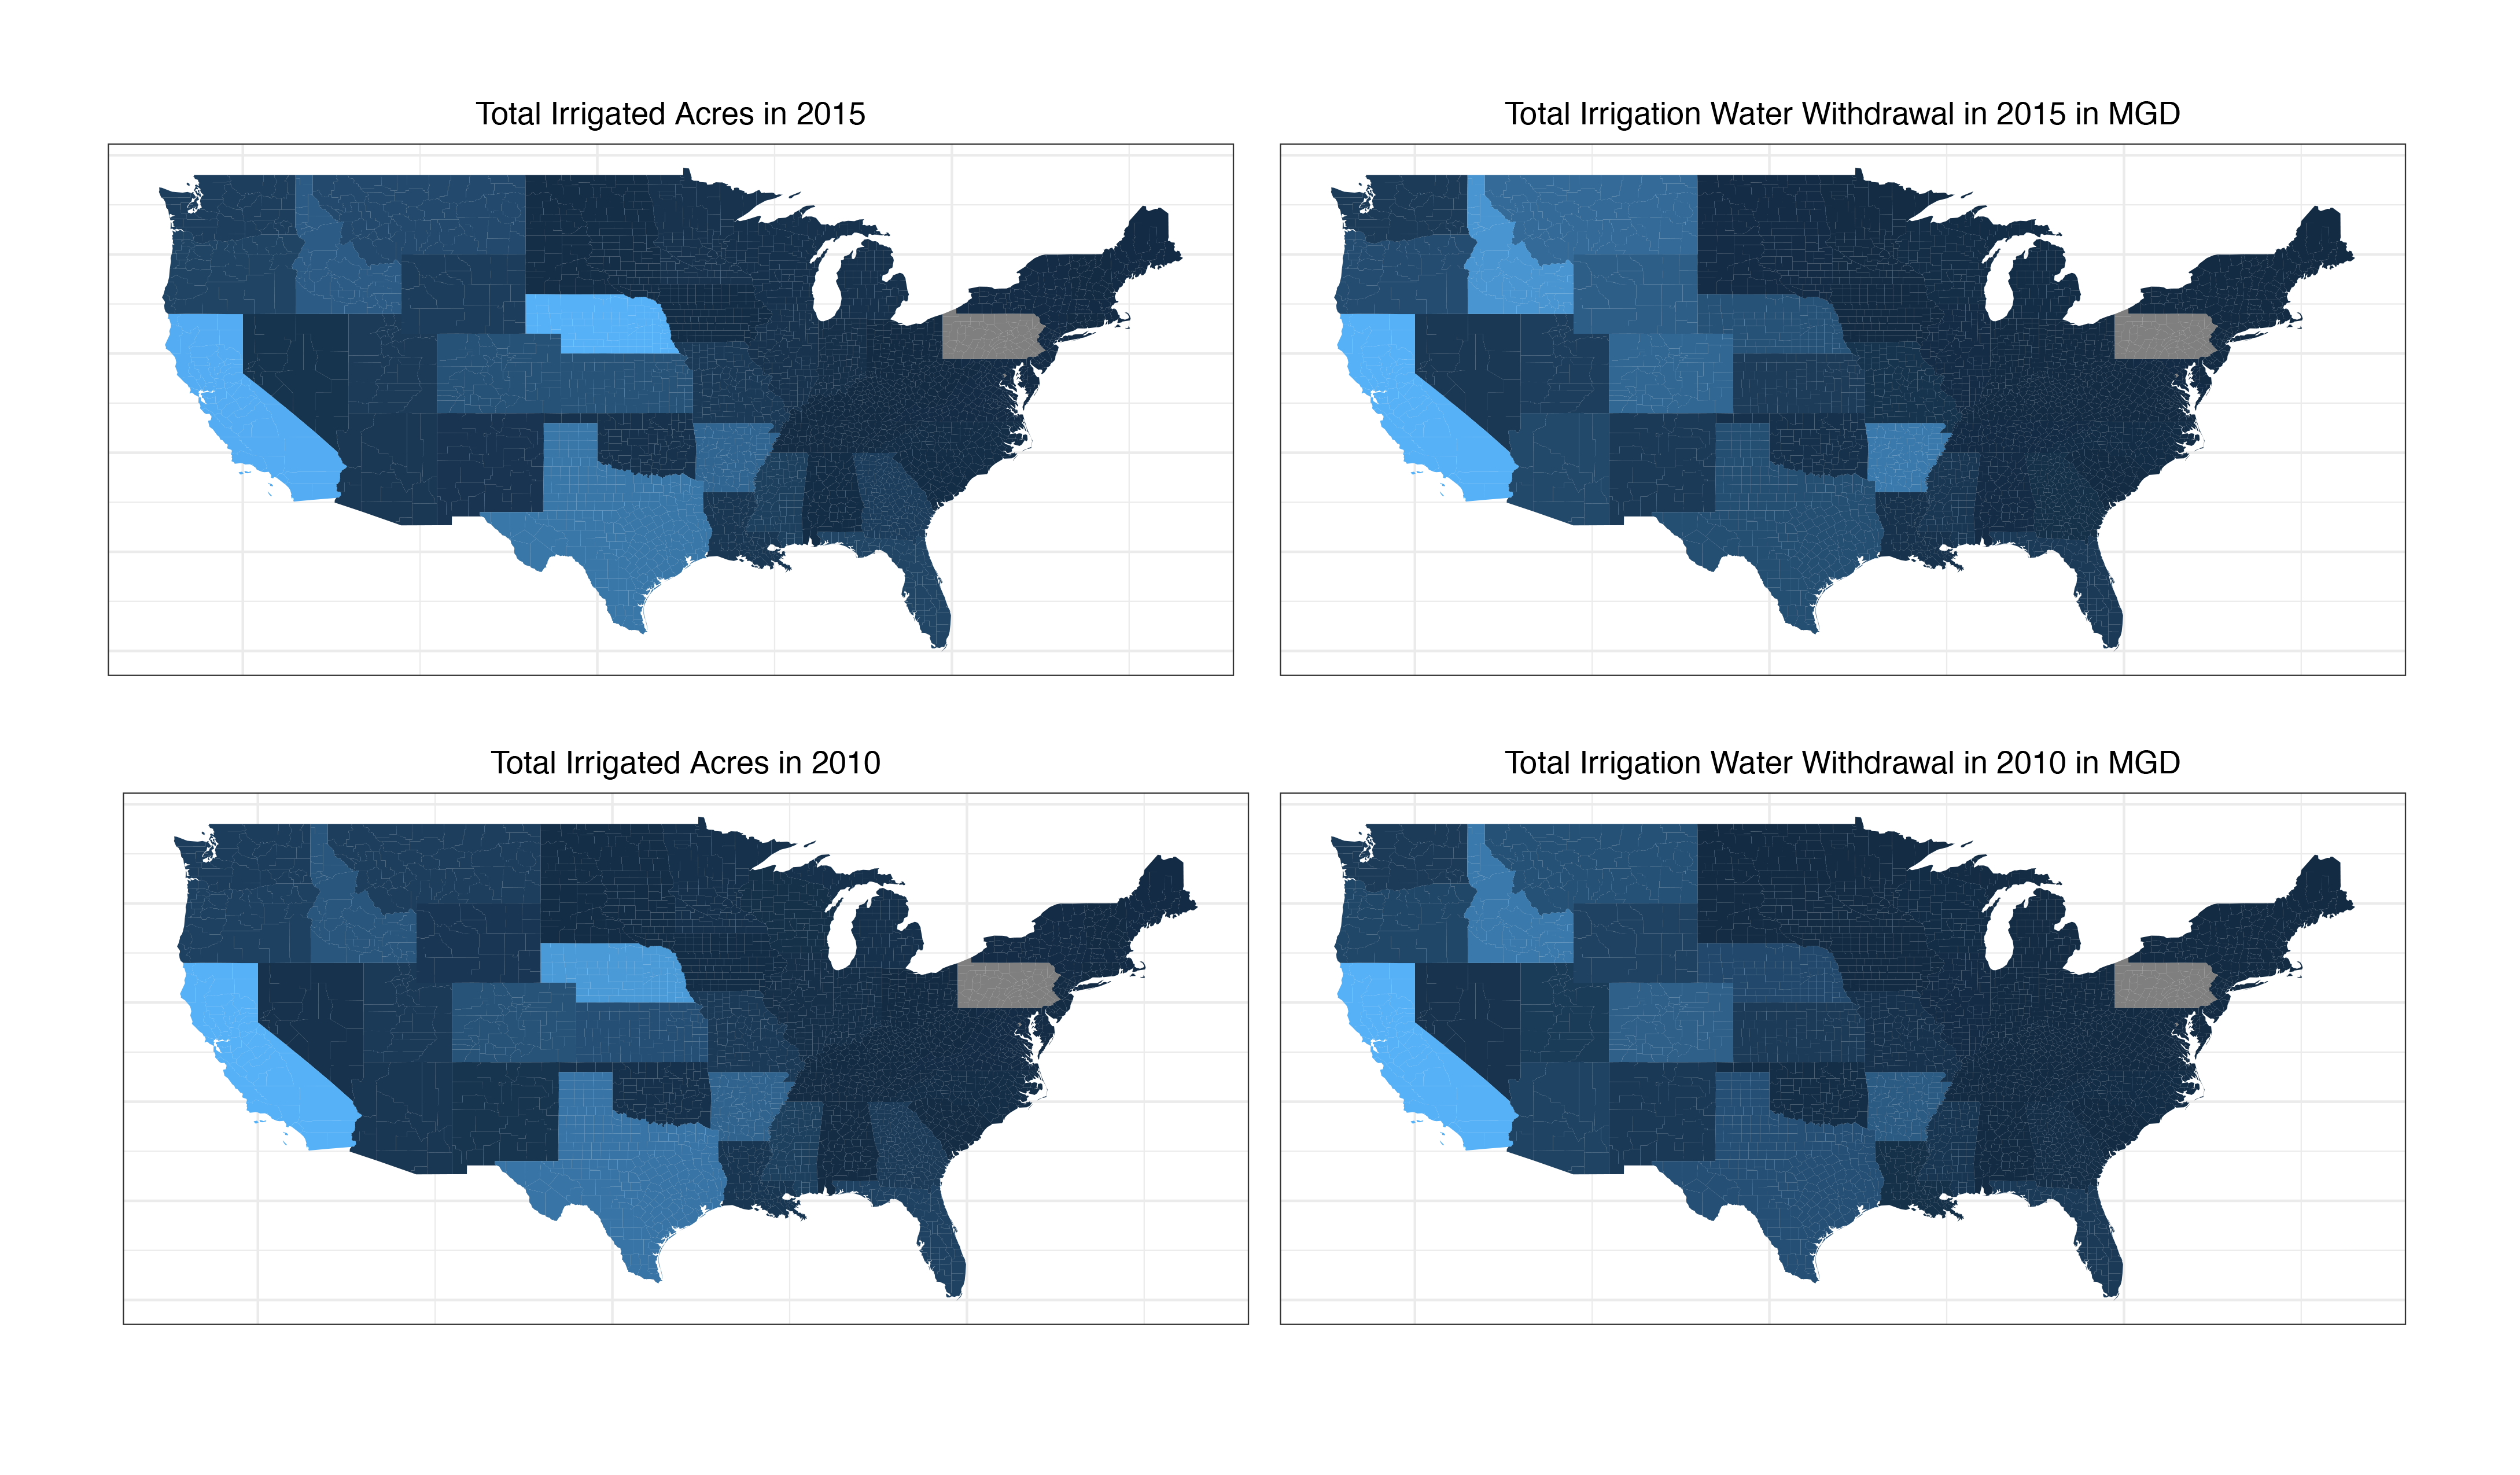 Total Irrigated Acres in 2015
Total Irrigation Water Withdrawal in 2015 in MGD
Total Irrigated Acres in 2010
Total Irrigation Water Withdrawal in 2010 in MGD